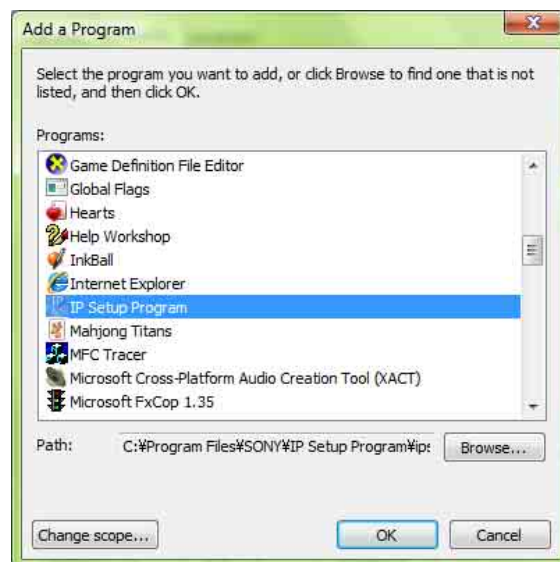 Add a Program
Select the program you want to add, or click Browse to find one that is not
listed, and then click OK.
Programs:
Game Definition File Editor
Global Flags
Hearts
Help Workshop
InkBall
Internet Explorer
IP Setup Program
Mahjong Titans
MFC Tracer
Microsoft Cross-Platform Audio Creation Tool (XACT)
Microsoft FxCop 1.35
Path: C:¥Program Files¥SONY¥IP Setup Program¥ips Browse...
Change scope... OK Cancel